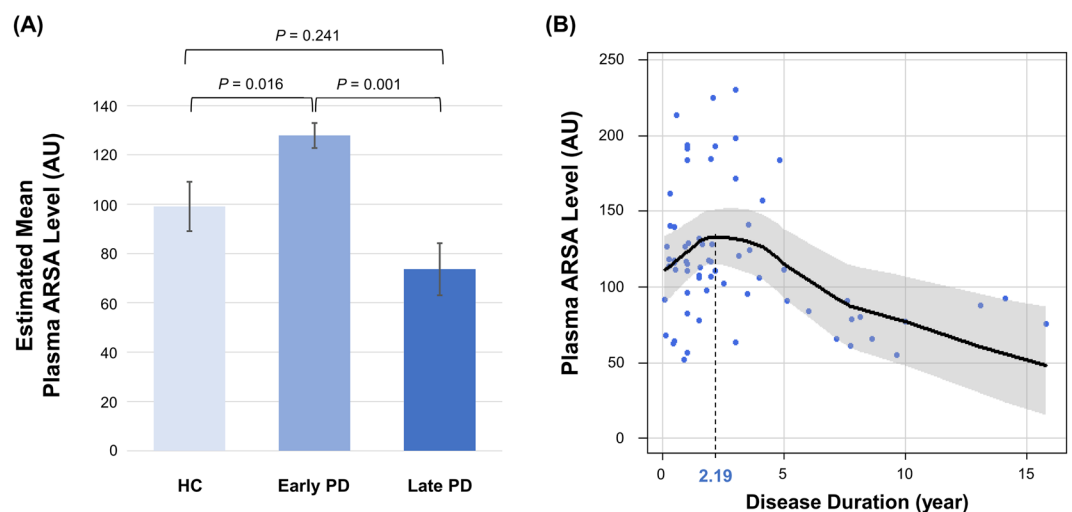 (A)
P = 0.241
P = 0.016
P = 0.001
Estimated Mean
Plasma ARSA Level (AU)
140
120
100
80
60
40
20
0
HC
Early PD
Late PD
(B)
Plasma ARSA Level (AU)
250
200
150
100
50
0
0
5
10
15
2.19
Disease Duration (year)